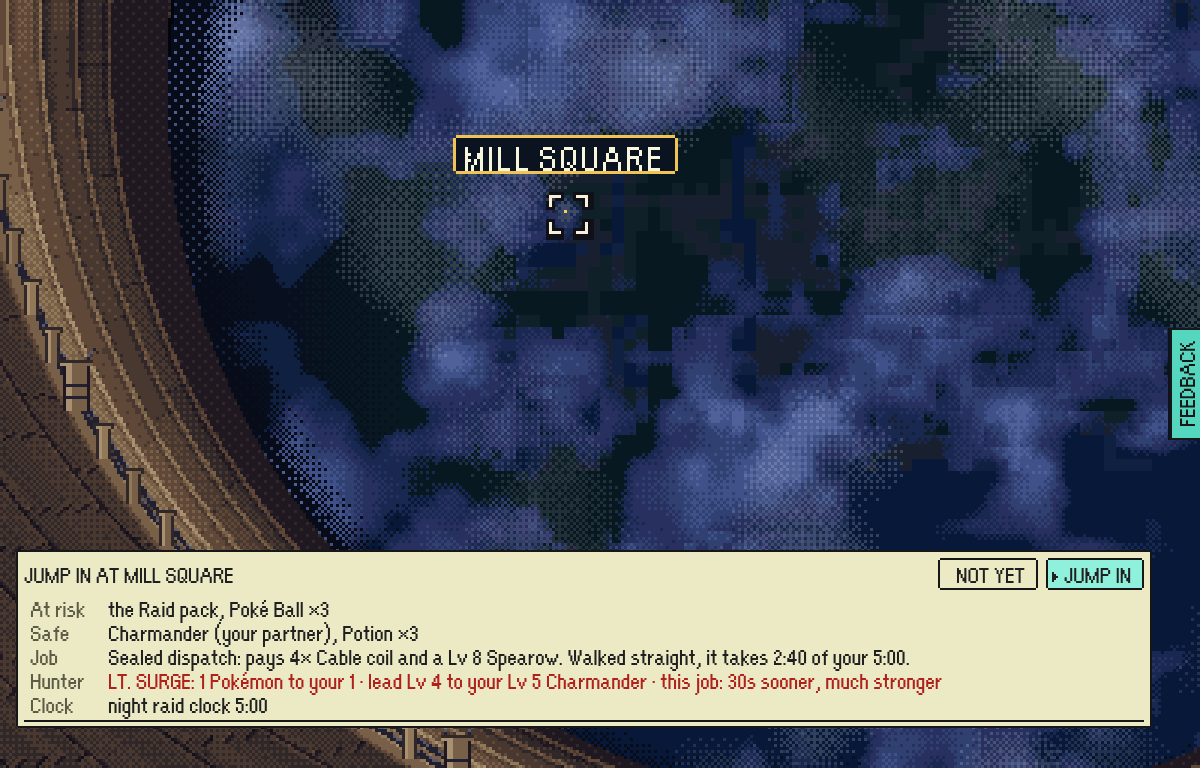 MILL SQUARE
FEEDBACK
JUMP IN AT MILL SQUARE
NOT YET
JUMP IN
At risk the Raid pack, Poké Ball ×3
Safe Charmander (your partner), Potion ×3
Job Sealed dispatch: pays 4× Cable coil and a Lv 8 Spearow. Walked straight, it takes 2:40 of your 5:00.
Hunter LT. SURGE: 1 Pokémon to your 1 · lead Lv 4 to your Lv 5 Charmander · this job: 30s sooner, much stronger
Clock night raid clock 5:00